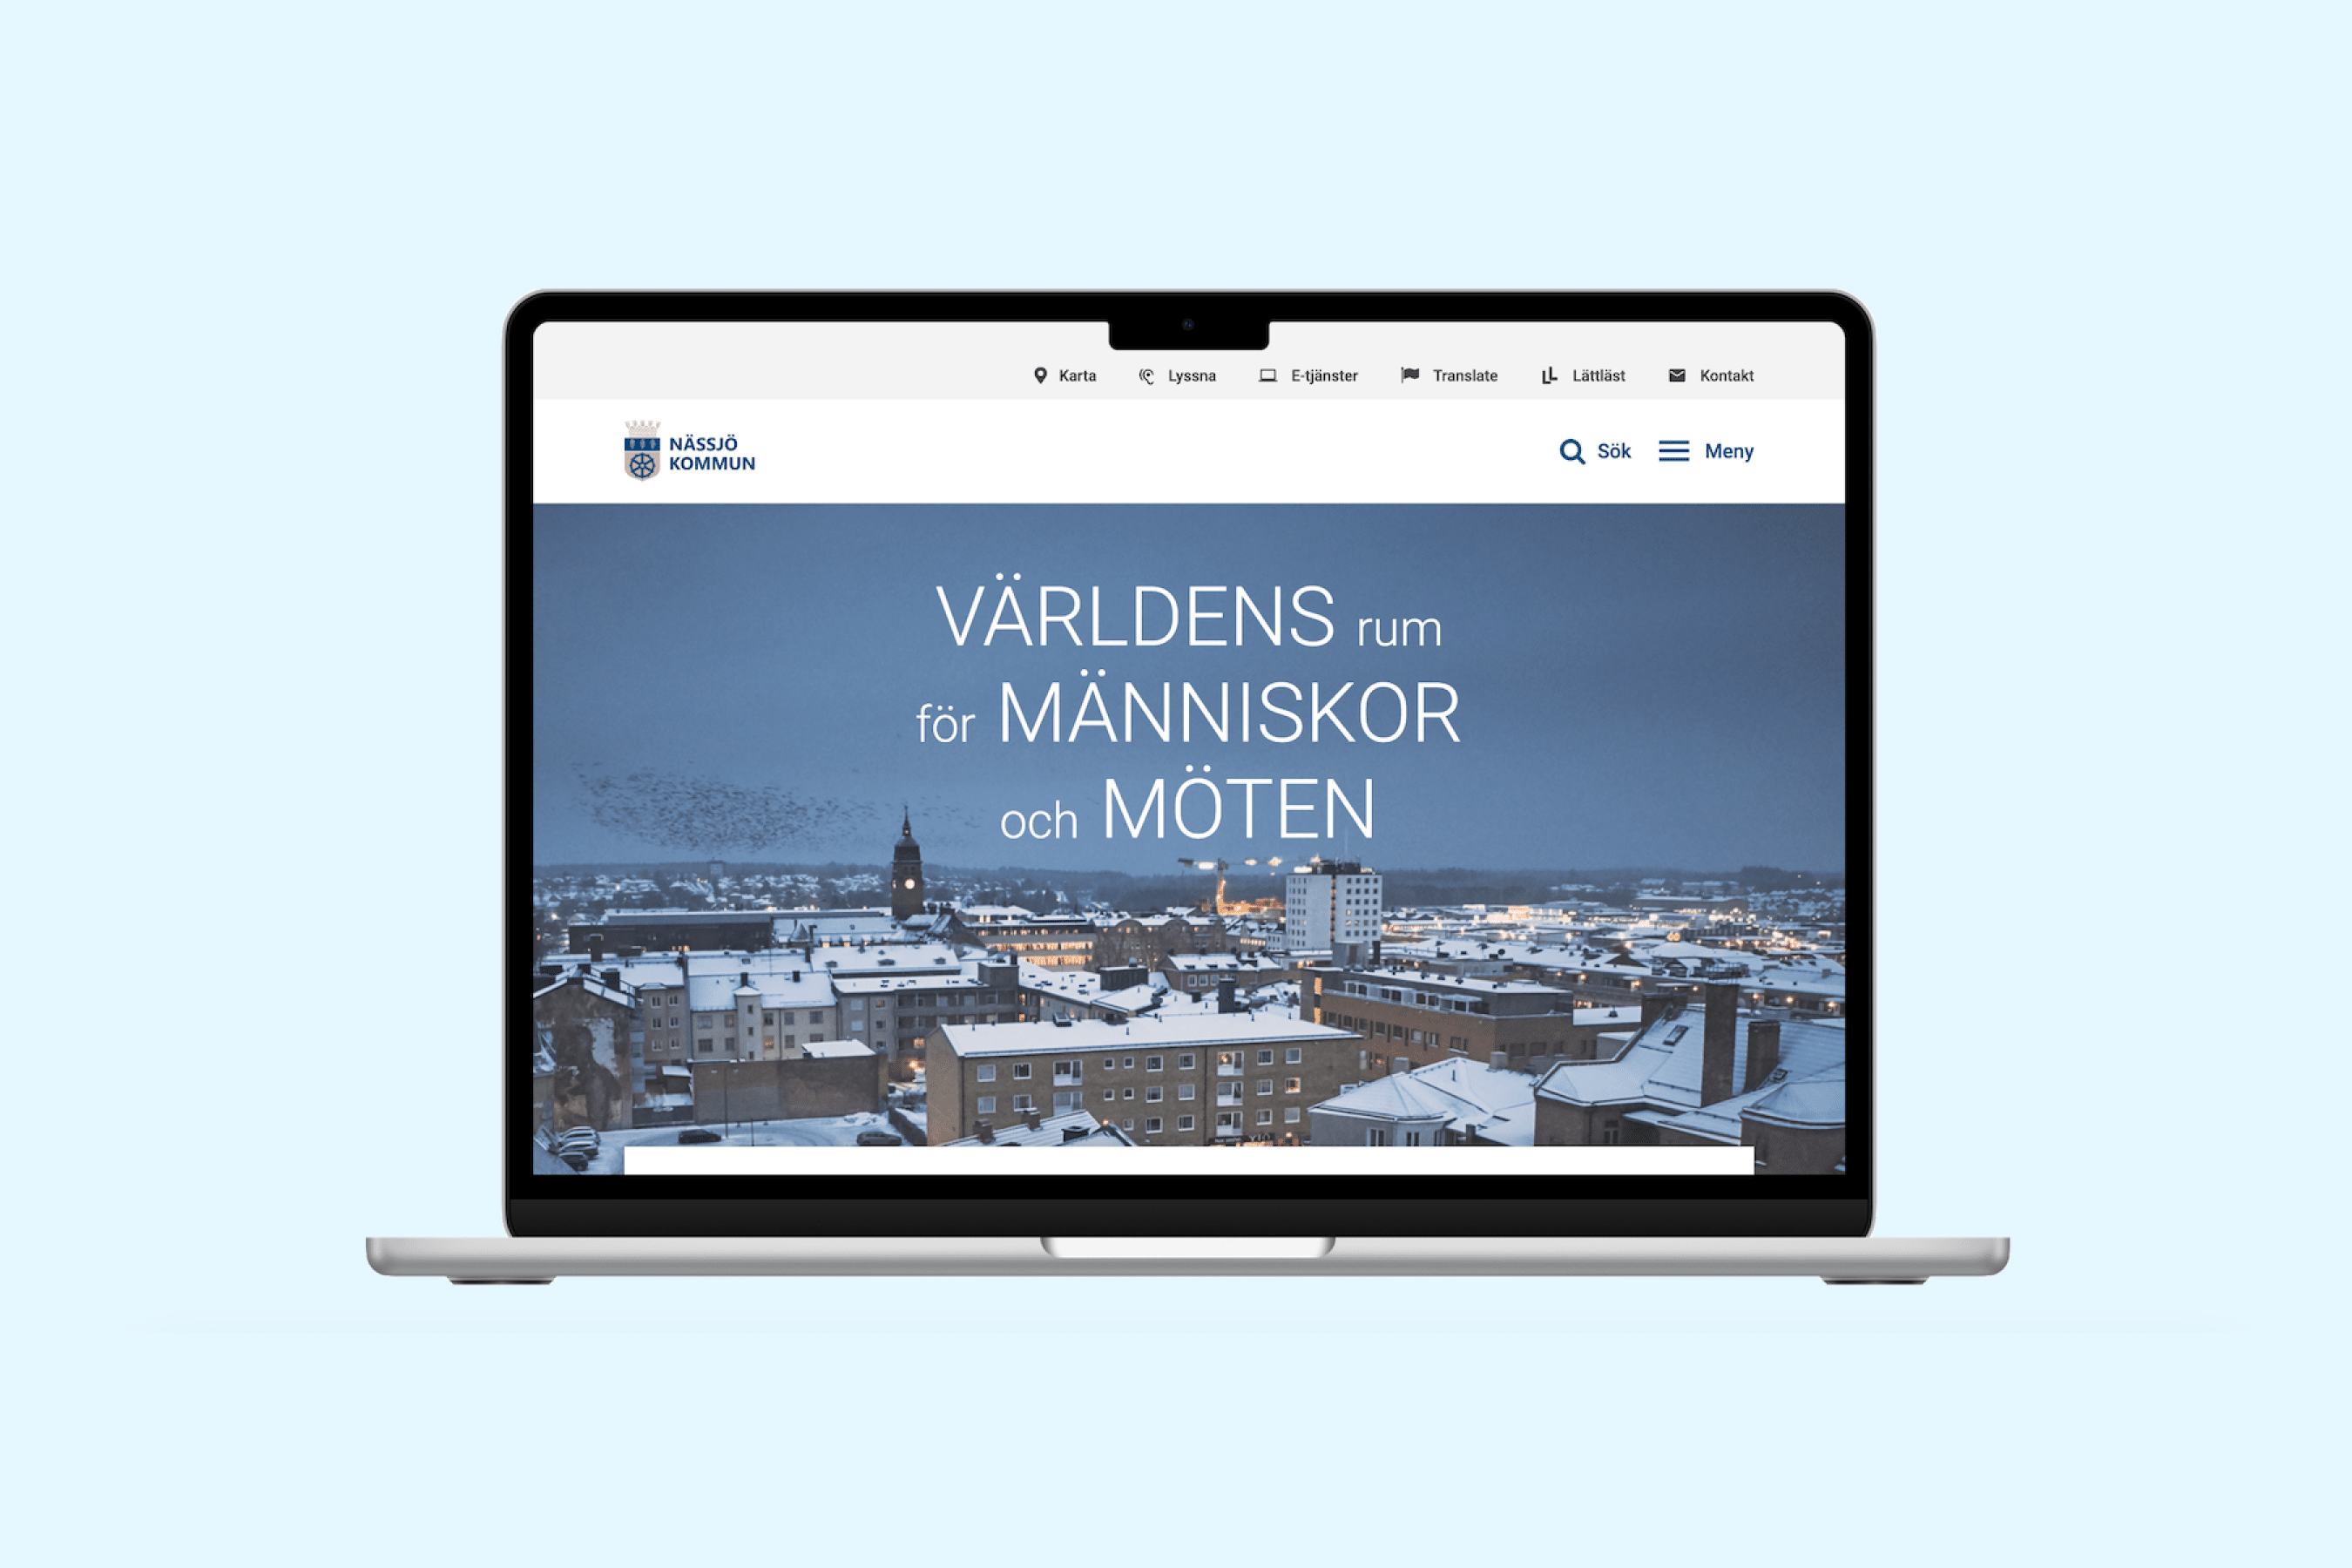 Karta Lyssna E-tjänster Translate Lättläst Kontakt
NÄSSJÖ
KOMMUN
Sök Meny
VÄRLDENS rum
för MÄNNISKOR
och MÖTEN